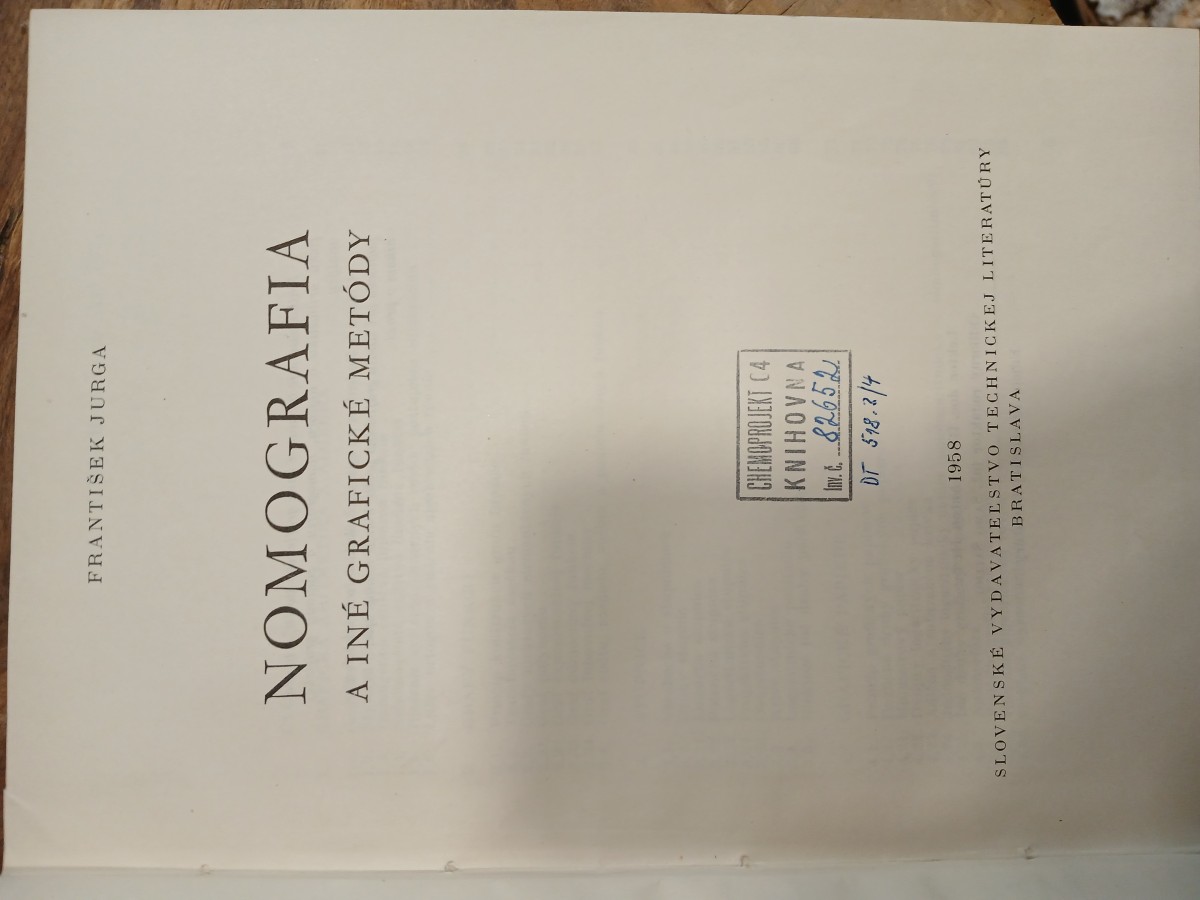 FRANTIŠEK JURGA
NOMOGRAFIA
A INÉ GRAFICKÉ METÓDY
CHEMOPROJEKT C4
KNIHOVNA
Inv. č. 82652
DT 518.3/4
1958
SLOVENSKÉ VYDAVATEĽSTVO TECHNICKEJ LITERATÚRY
BRATISLAVA